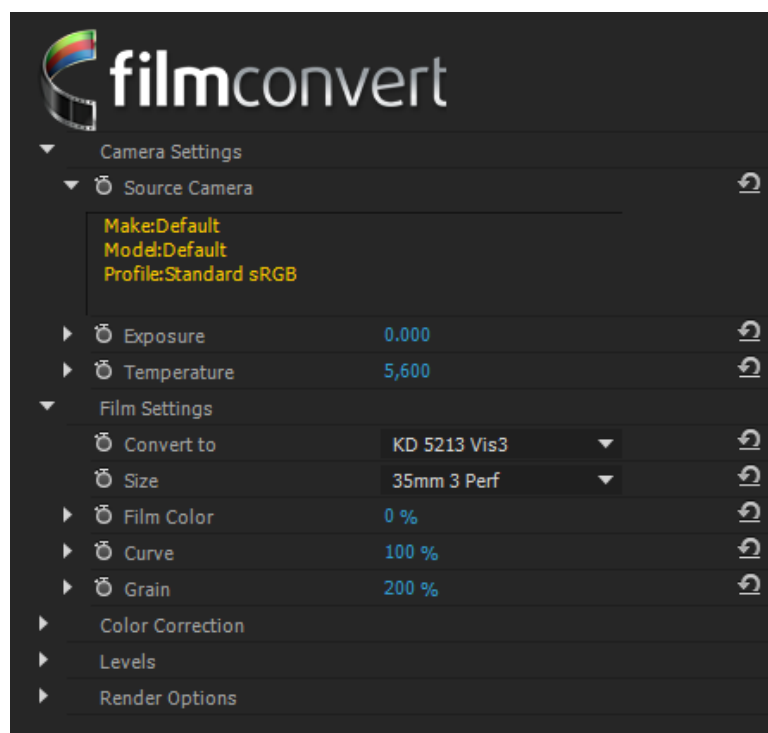 filmconvert
Camera Settings
Source Camera
Make:Default
Model:Default
Profile:Standard sRGB
Exposure 0.000
Temperature 5,600
Film Settings
Convert to KD 5213 Vis3
Size 35mm 3 Perf
Film Color 0 %
Curve 100 %
Grain 200 %
Color Correction
Levels
Render Options